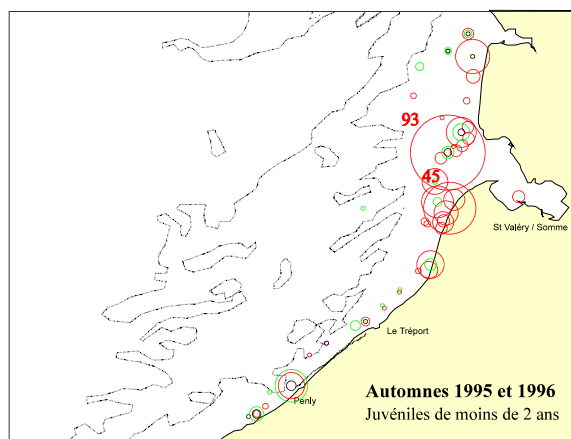 93
45
St Valéry / Somme
Le Tréport
Penly
Automnes 1995 et 1996
Juvéniles de moins de 2 ans